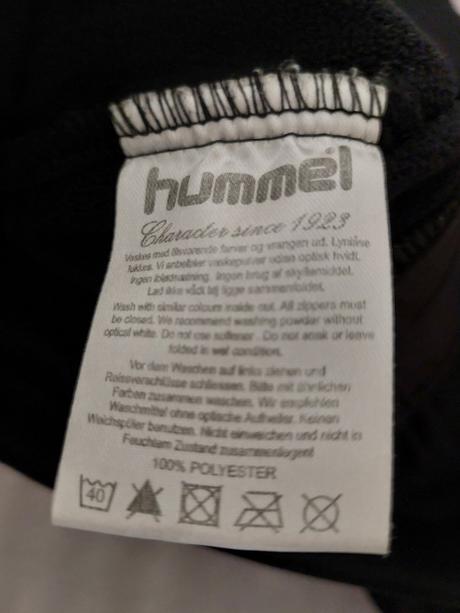 hummel
Character since 1923
Vaskes med tilsvarende farver og vrangen ud. Lynlåse
lukkes. Vi anbefaler vaskepulver uden optisk hvidt.
Ingen iblødsætning. Ingen brug af skyllemiddel.
Lad ikke vådt tøj ligge sammenfoldet.
Wash with similar colours inside out. All zippers must
be closed. We recommend washing powder without
optical white. Do not use softener. Do not soak or leave
folded in wet condition.
Vor dem Waschen auf links ziehen und
Reissverschlüsse schliessen. Bitte mit ähnlichen
Farben zusammen waschen. Wir empfehlen
Waschmittel ohne optische Aufheller. Keinen
Weichspüler benutzen. Nicht einweichen und nicht in
Feuchtem Zustand zusammenlegen!
100% POLYESTER
40